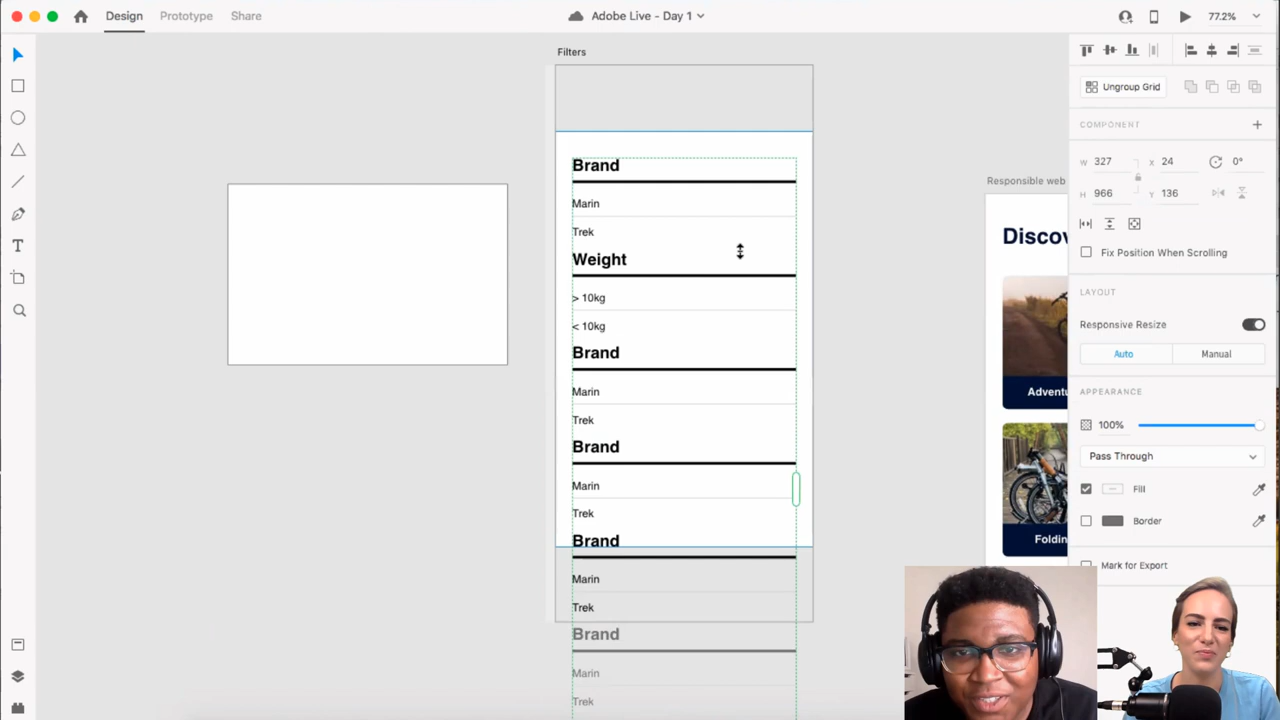 Design Prototype Share
Adobe Live - Day 1
77.2%
Filters
Brand
Marin
Trek
Weight
> 10kg
< 10kg
Brand
Marin
Trek
Brand
Marin
Trek
Brand
Marin
Trek
Brand
Marin
Trek
Responsible web
Discov
Adventu
Foldin
Ungroup Grid
COMPONENT
W 327 X 24 0°
H 966 Y 136
Fix Position When Scrolling
LAYOUT
Responsive Resize
Auto Manual
APPEARANCE
100%
Pass Through
Fill
Border
Mark for Export
T